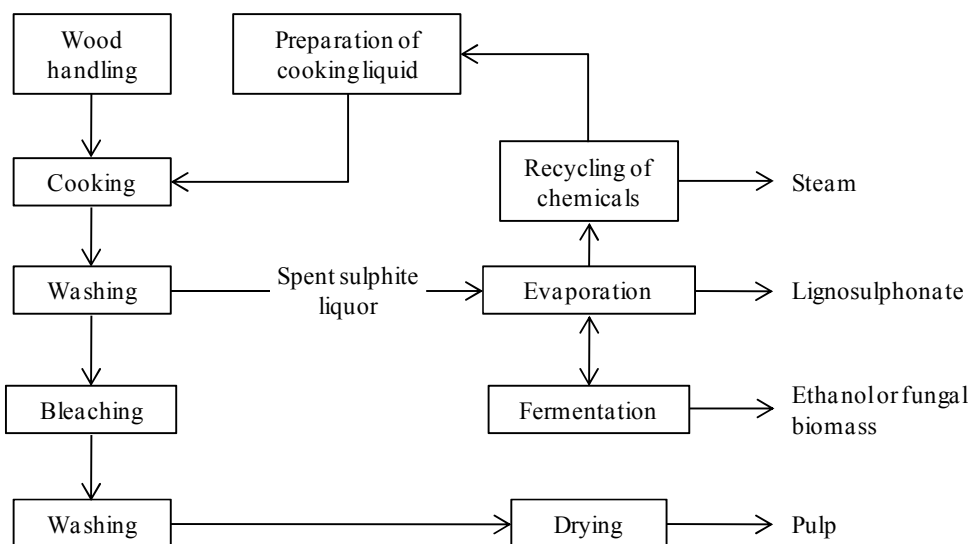 Wood
handling
Preparation of
cooking liquid
Cooking
Recycling of
chemicals
Steam
Washing
Spent sulphite
liquor
Evaporation
Lignosulphonate
Bleaching
Fermentation
Ethanol or fungal
biomass
Washing
Drying
Pulp